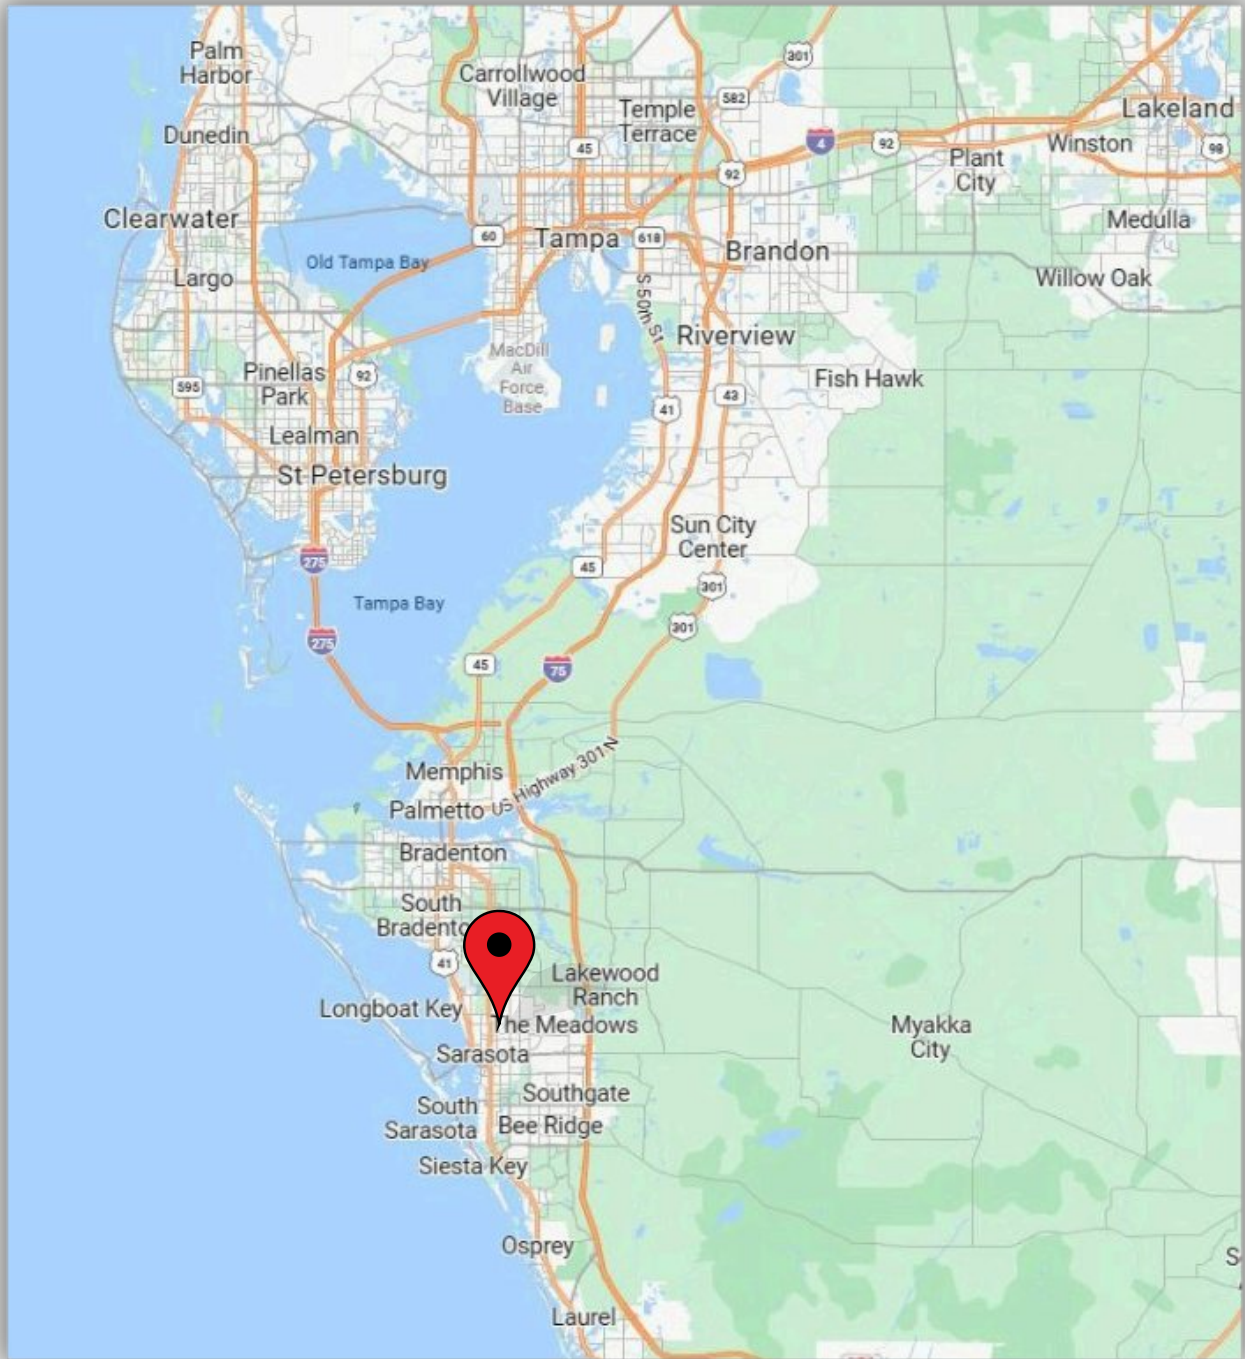 Palm
Harbor
Carrollwood
Village
301
582
Temple
Terrace
Lakeland
Dunedin
45
4
92
Winston
98
Plant
City
92
Clearwater
Medulla
60
Tampa
618
Brandon
Old Tampa Bay
Largo
Willow Oak
S 50th St
Riverview
MacDill
Air
Force
Base
Pinellas
Park
92
595
Fish Hawk
43
41
Lealman
St Petersburg
Sun City
Center
275
45
301
Tampa Bay
301
275
45
75
US Highway 301 N
Memphis
Palmetto
Bradenton
South
Bradento
41
Lakewood
Ranch
Longboat Key
The Meadows
Myakka
City
Sarasota
Southgate
South
Sarasota
Bee Ridge
Siesta Key
Osprey
Laurel